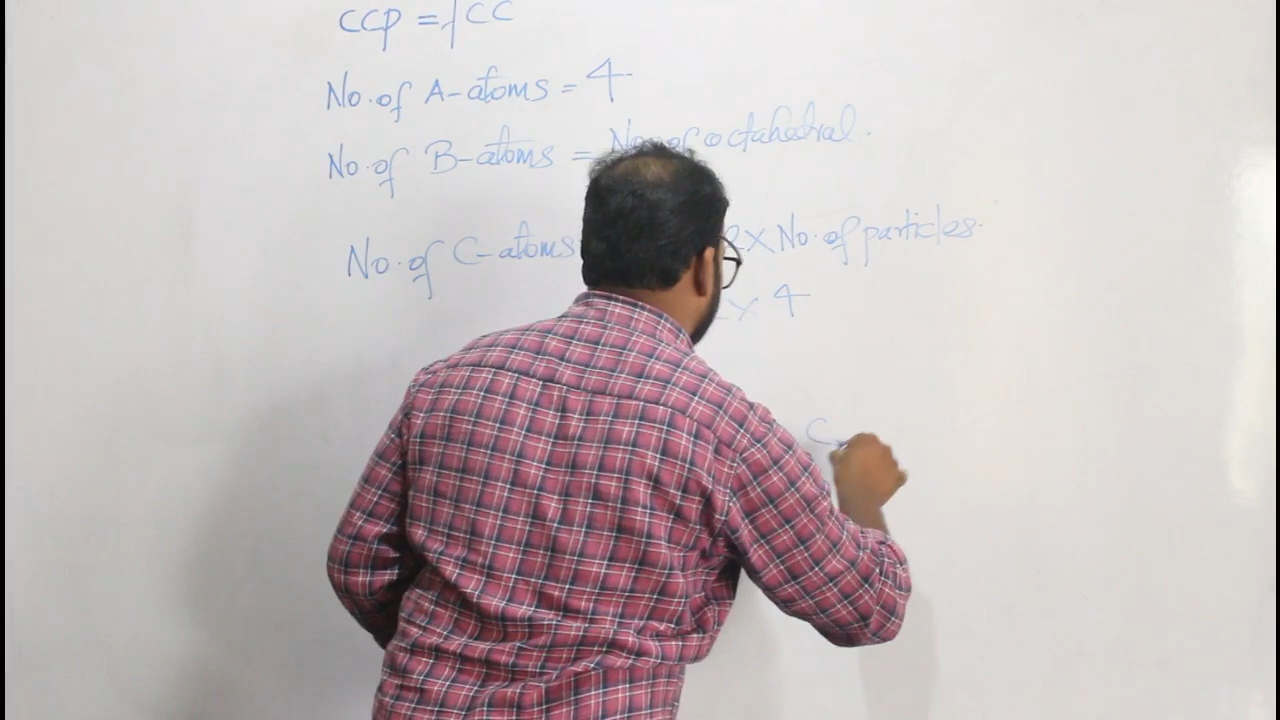 CCP = fCC
No. of A-atoms = 4.
No. of B-atoms = No. of octahedral.
No. of C-atoms 2 X No. of particles.
2 X 4
C